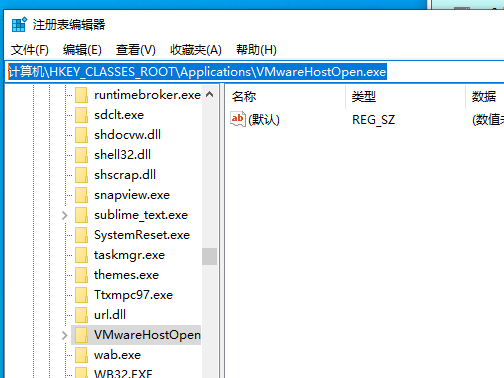 注册表编辑器
文件(F) 编辑(E) 查看(V) 收藏夹(A) 帮助(H)
计算机\HKEY_CLASSES_ROOT\Applications\VMwareHostOpen.exe
名称 类型 数据
ab (默认) REG_SZ (数值
runtimebroker.exe
sdclt.exe
shdocvw.dll
shell32.dll
shscrap.dll
snapview.exe
sublime_text.exe
SystemReset.exe
taskmgr.exe
themes.exe
Ttxmpc97.exe
url.dll
VMwareHostOpen
wab.exe
WB32.EXE